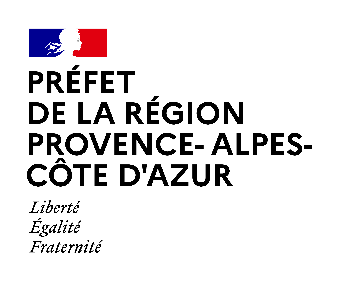 PRÉFET
DE LA RÉGION
PROVENCE- ALPES-
CÔTE D'AZUR
Liberté
Égalité
Fraternité